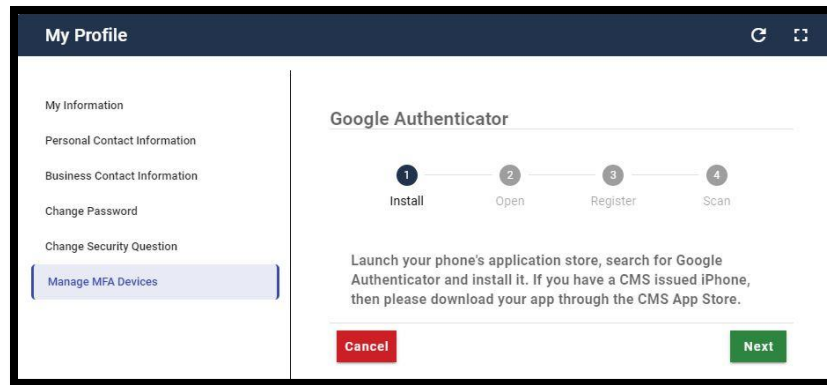 My Profile
My Information
Personal Contact Information
Business Contact Information
Change Password
Change Security Question
Manage MFA Devices
Google Authenticator
1 2 3 4
Install Open Register Scan
Launch your phone's application store, search for Google
Authenticator and install it. If you have a CMS issued iPhone,
then please download your app through the CMS App Store.
Cancel Next